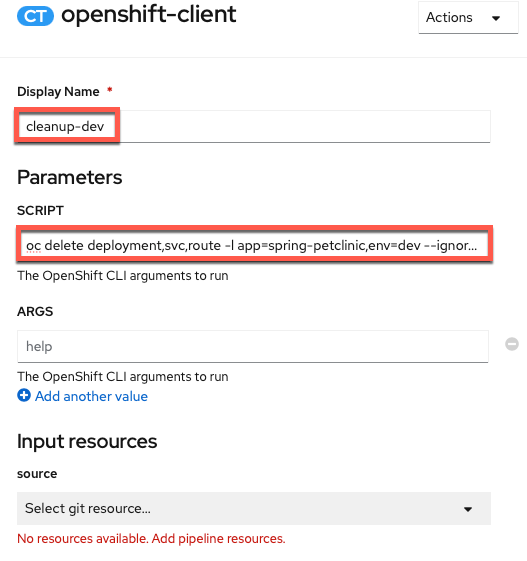 CT openshift-client
Actions
Display Name *
cleanup-dev
Parameters
SCRIPT
oc delete deployment,svc,route -l app=spring-petclinic,env=dev --ignor...
The OpenShift CLI arguments to run
ARGS
help
The OpenShift CLI arguments to run
Add another value
Input resources
source
Select git resource...
No resources available. Add pipeline resources.